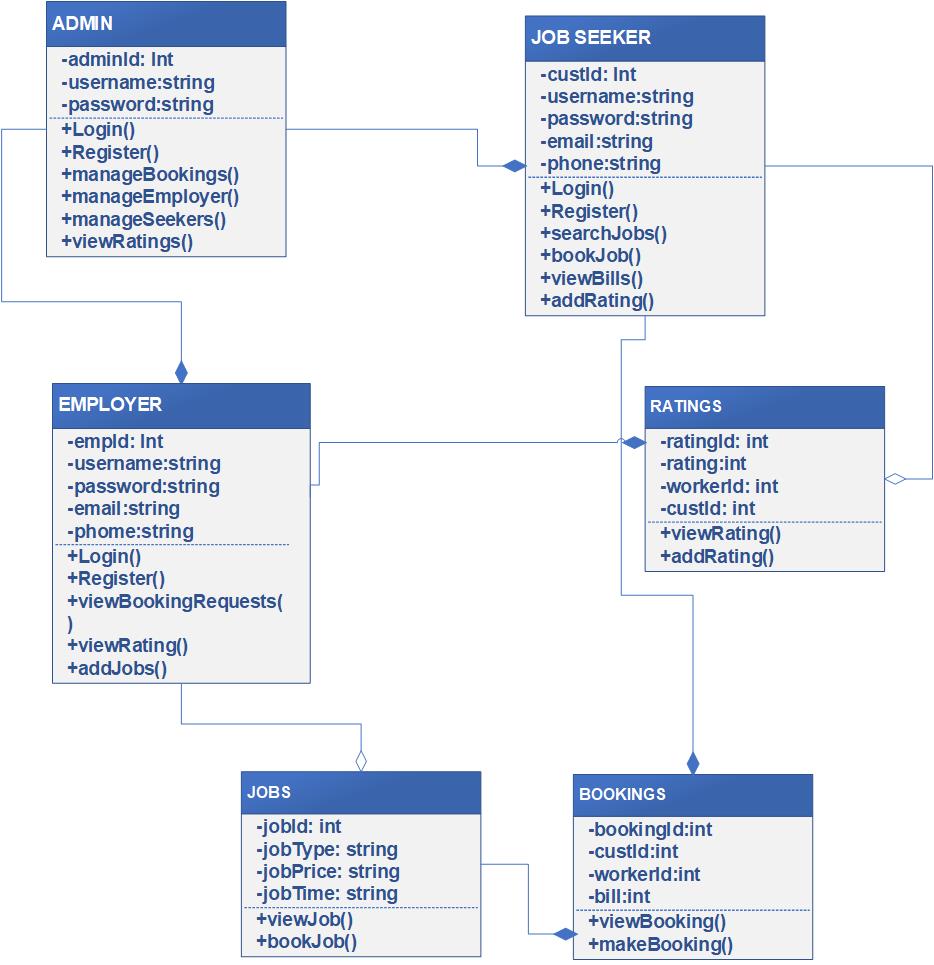 ADMIN
-adminId: Int
-username:string
-password:string
+Login()
+Register()
+manageBookings()
+manageEmployer()
+manageSeekers()
+viewRatings()
JOB SEEKER
-custId: Int
-username:string
-password:string
-email:string
-phone:string
+Login()
+Register()
+searchJobs()
+bookJob()
+viewBills()
+addRating()
EMPLOYER
-empId: Int
-username:string
-password:string
-email:string
-phome:string
+Login()
+Register()
+viewBookingRequests(
)
+viewRating()
+addJobs()
RATINGS
-ratingId: int
-rating:int
-workerId: int
-custId: int
+viewRating()
+addRating()
JOBS
-jobId: int
-jobType: string
-jobPrice: string
-jobTime: string
+viewJob()
+bookJob()
BOOKINGS
-bookingId:int
-custId:int
-workerId:int
-bill:int
+viewBooking()
+makeBooking()